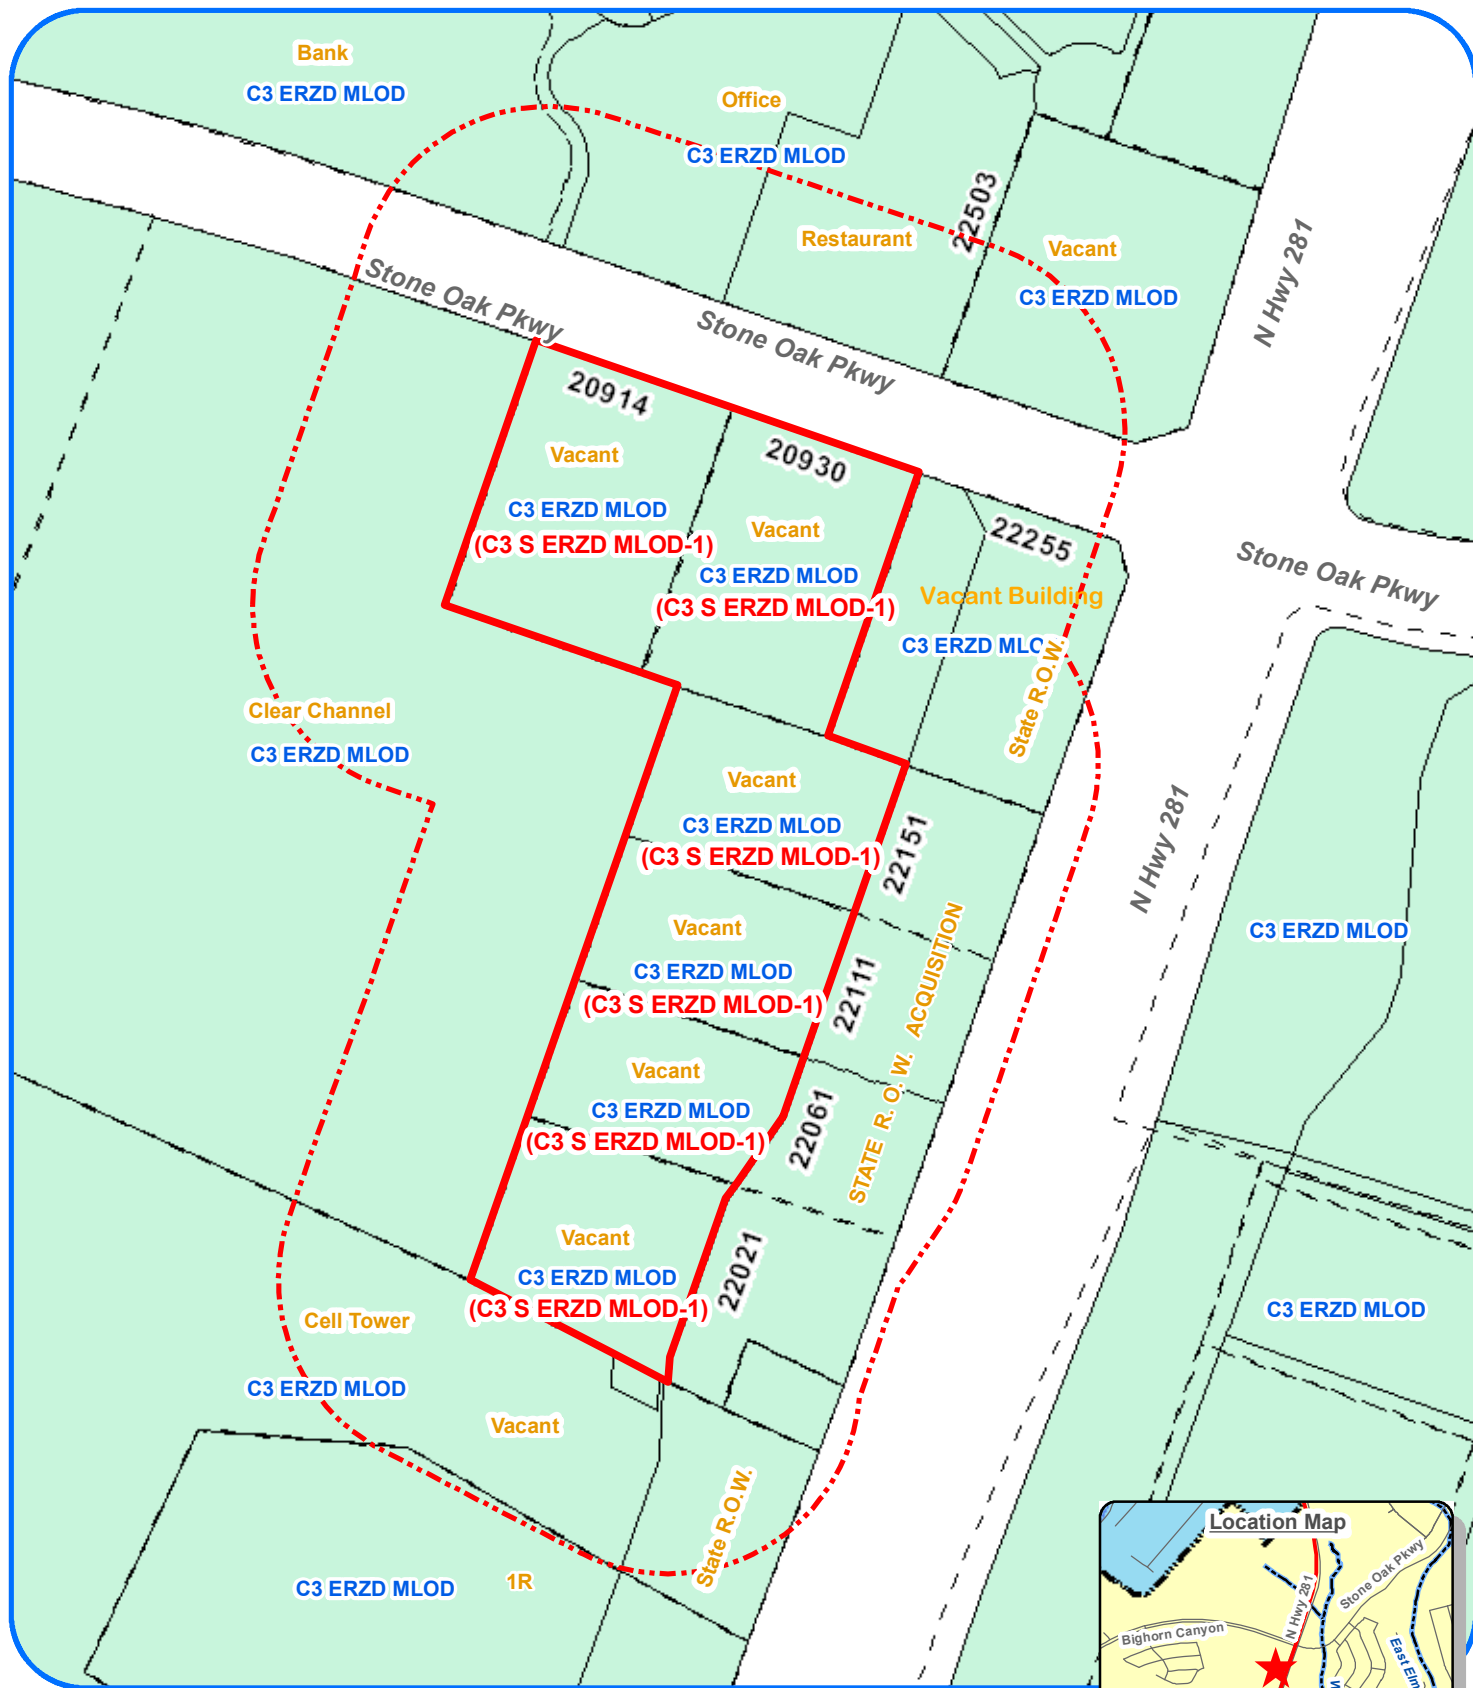 Bank
C3 ERZD MLOD
Office
C3 ERZD MLOD
22503
Restaurant
Vacant
C3 ERZD MLOD
N Hwy 281
Stone Oak Pkwy
Stone Oak Pkwy
20914
Vacant
C3 ERZD MLOD
(C3 S ERZD MLOD-1)
20930
Vacant
C3 ERZD MLOD
(C3 S ERZD MLOD-1)
22255
Vacant Building
C3 ERZD MLO
State R.O.W.
Stone Oak Pkwy
Clear Channel
C3 ERZD MLOD
Vacant
C3 ERZD MLOD
(C3 S ERZD MLOD-1)
22151
N Hwy 281
Vacant
C3 ERZD MLOD
(C3 S ERZD MLOD-1)
22111
STATE R. O. W. ACQUISITION
C3 ERZD MLOD
Vacant
C3 ERZD MLOD
(C3 S ERZD MLOD-1)
22061
Vacant
C3 ERZD MLOD
(C3 S ERZD MLOD-1)
22021
C3 ERZD MLOD
Cell Tower
C3 ERZD MLOD
Vacant
State R.O.W.
C3 ERZD MLOD
1R
Location Map
N Hwy 281
Stone Oak Pkwy
Bighorn Canyon
East Elm